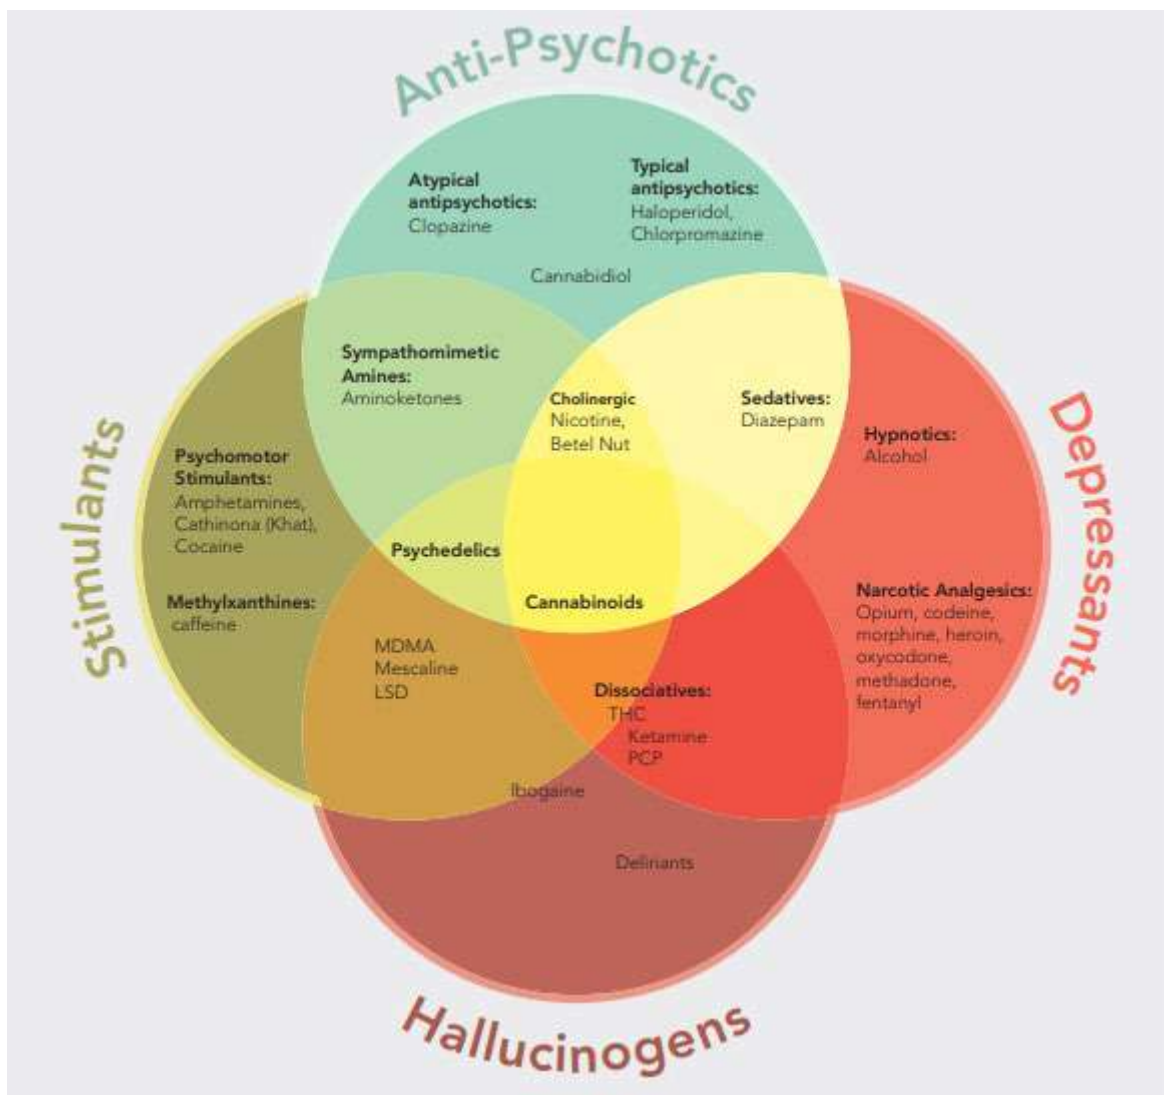 Anti-Psychotics
Atypical
antipsychotics:
Clopazine
Typical
antipsychotics:
Haloperidol,
Chlorpromazine
Cannabidiol
Stimulants
Sympathomimetic
Amines:
Aminoketones
Cholinergic
Nicotine,
Betel Nut
Sedatives:
Diazepam
Depressants
Hypnotics:
Alcohol
Psychomotor
Stimulants:
Amphetamines,
Cathinona (Khat),
Cocaine
Methylxanthines:
caffeine
Psychedelics
Cannabinoids
Narcotic Analgesics:
Opium, codeine,
morphine, heroin,
oxycodone,
methadone,
fentanyl
MDMA
Mescaline
LSD
Dissociatives:
THC
Ketamine
PCP
Ibogaine
Deliriants
Hallucinogens